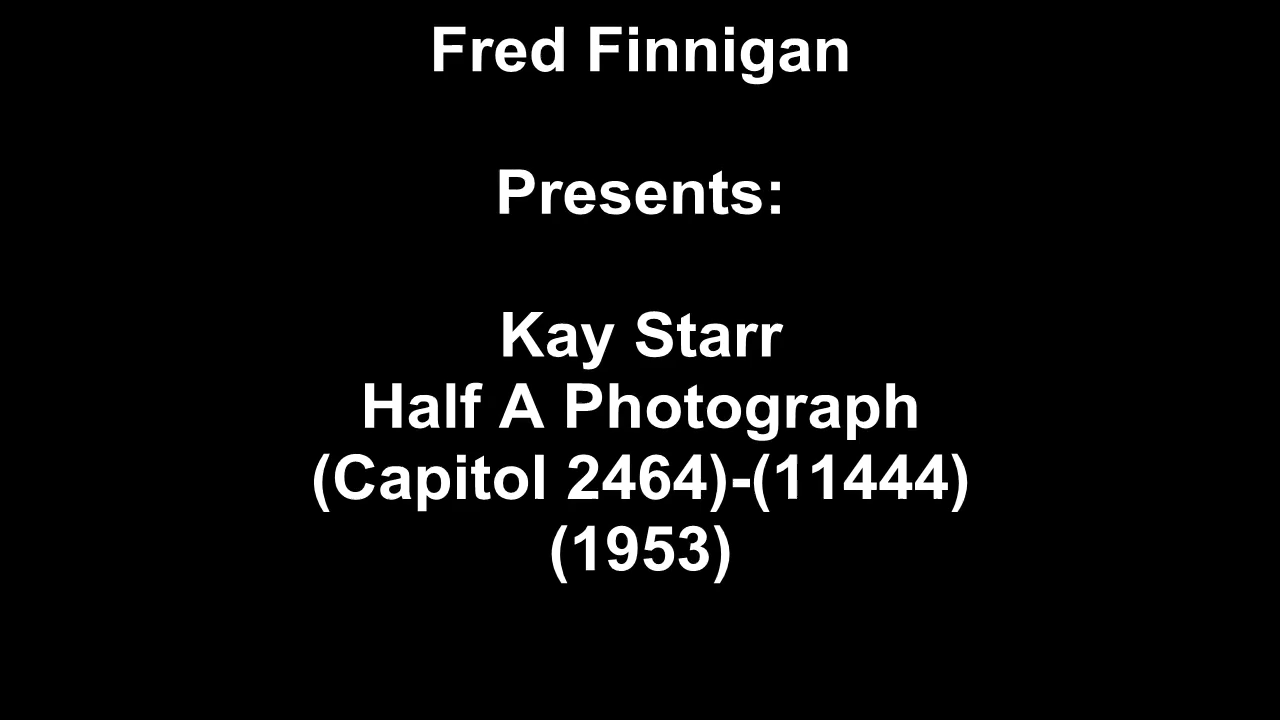 Fred Finnigan
Presents:
Kay Starr
Half A Photograph
(Capitol 2464)-(11444)
(1953)